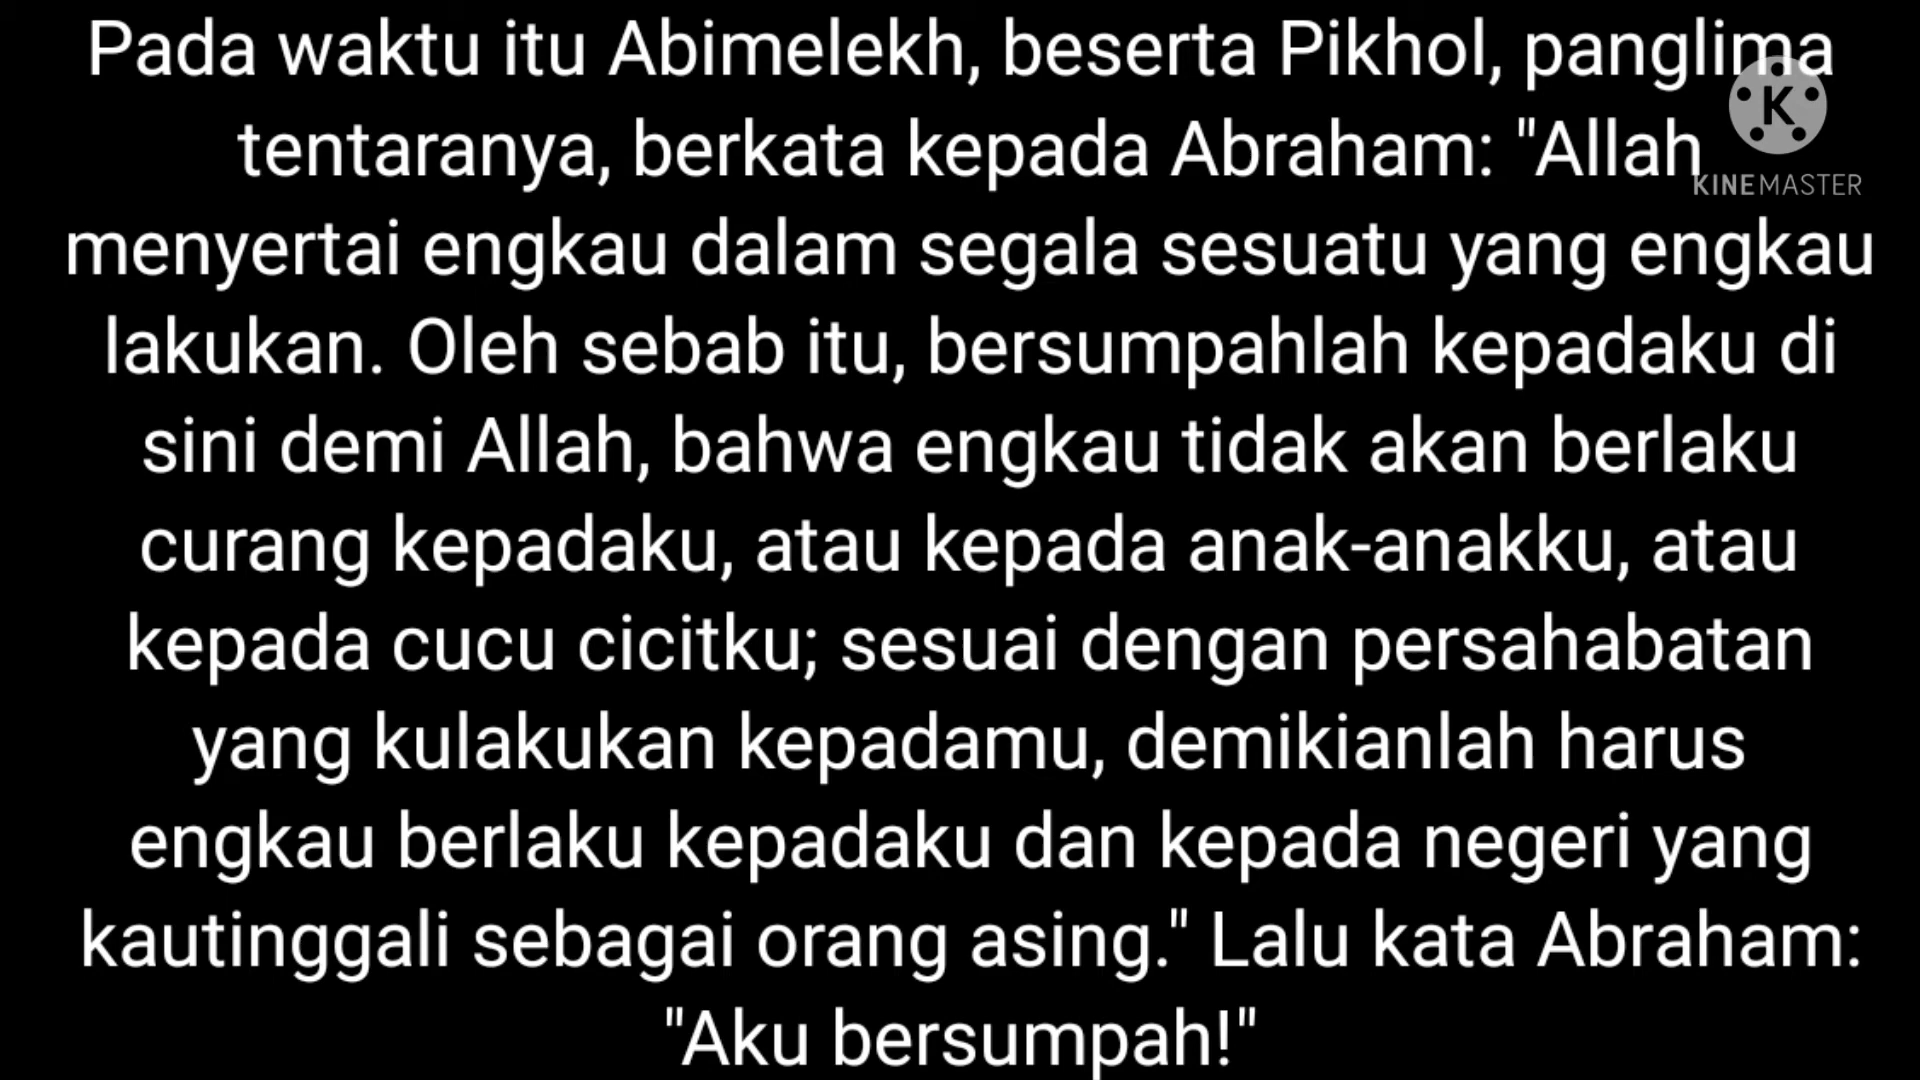 Pada waktu itu Abimelekh, beserta Pikhol, panglima
tentaranya, berkata kepada Abraham: "Allah
menyertai engkau dalam segala sesuatu yang engkau
lakukan. Oleh sebab itu, bersumpahlah kepadaku di
sini demi Allah, bahwa engkau tidak akan berlaku
curang kepadaku, atau kepada anak-anakku, atau
kepada cucu cicitku; sesuai dengan persahabatan
yang kulakukan kepadamu, demikianlah harus
engkau berlaku kepadaku dan kepada negeri yang
kautinggali sebagai orang asing." Lalu kata Abraham:
"Aku bersumpah!"
K
KINEMASTER